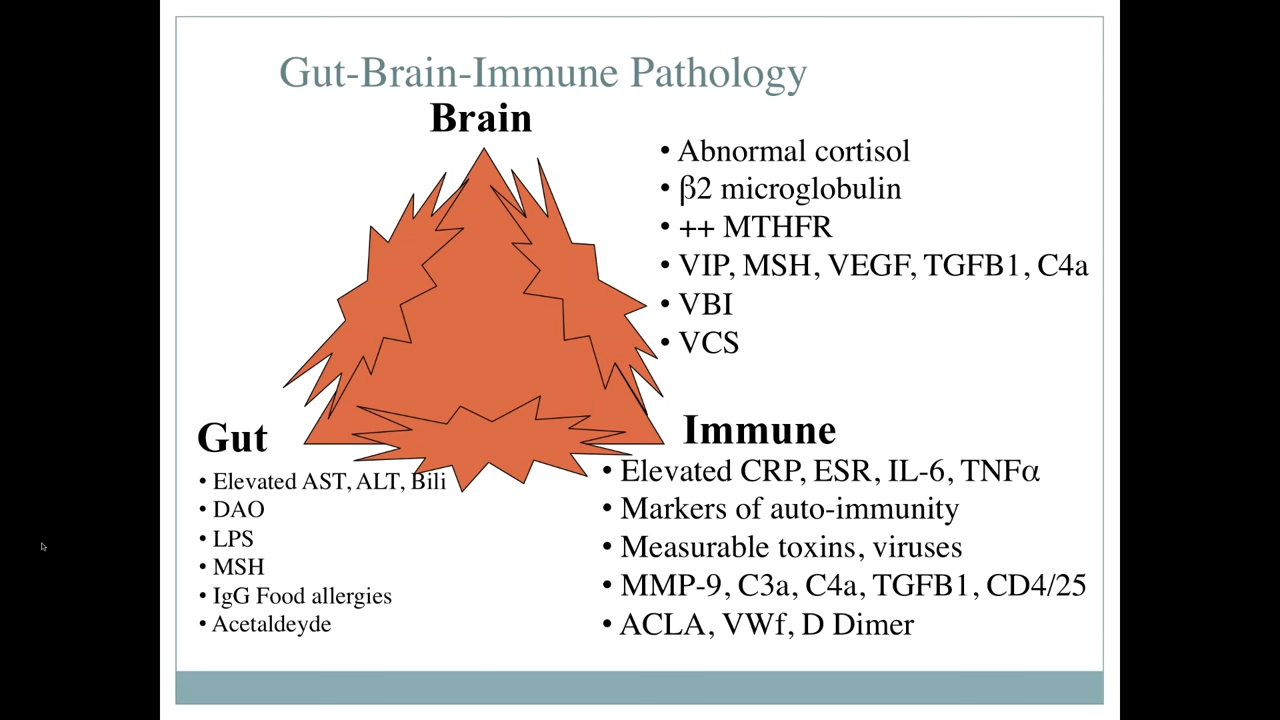 Gut-Brain-Immune Pathology
Brain
• Abnormal cortisol
• β2 microglobulin
• ++ MTHFR
• VIP, MSH, VEGF, TGFB1, C4a
• VBI
• VCS
Gut
• Elevated AST, ALT, Bili
• DAO
• LPS
• MSH
• IgG Food allergies
• Acetaldeyde
Immune
• Elevated CRP, ESR, IL-6, TNFα
• Markers of auto-immunity
• Measurable toxins, viruses
• MMP-9, C3a, C4a, TGFB1, CD4/25
• ACLA, VWf, D Dimer